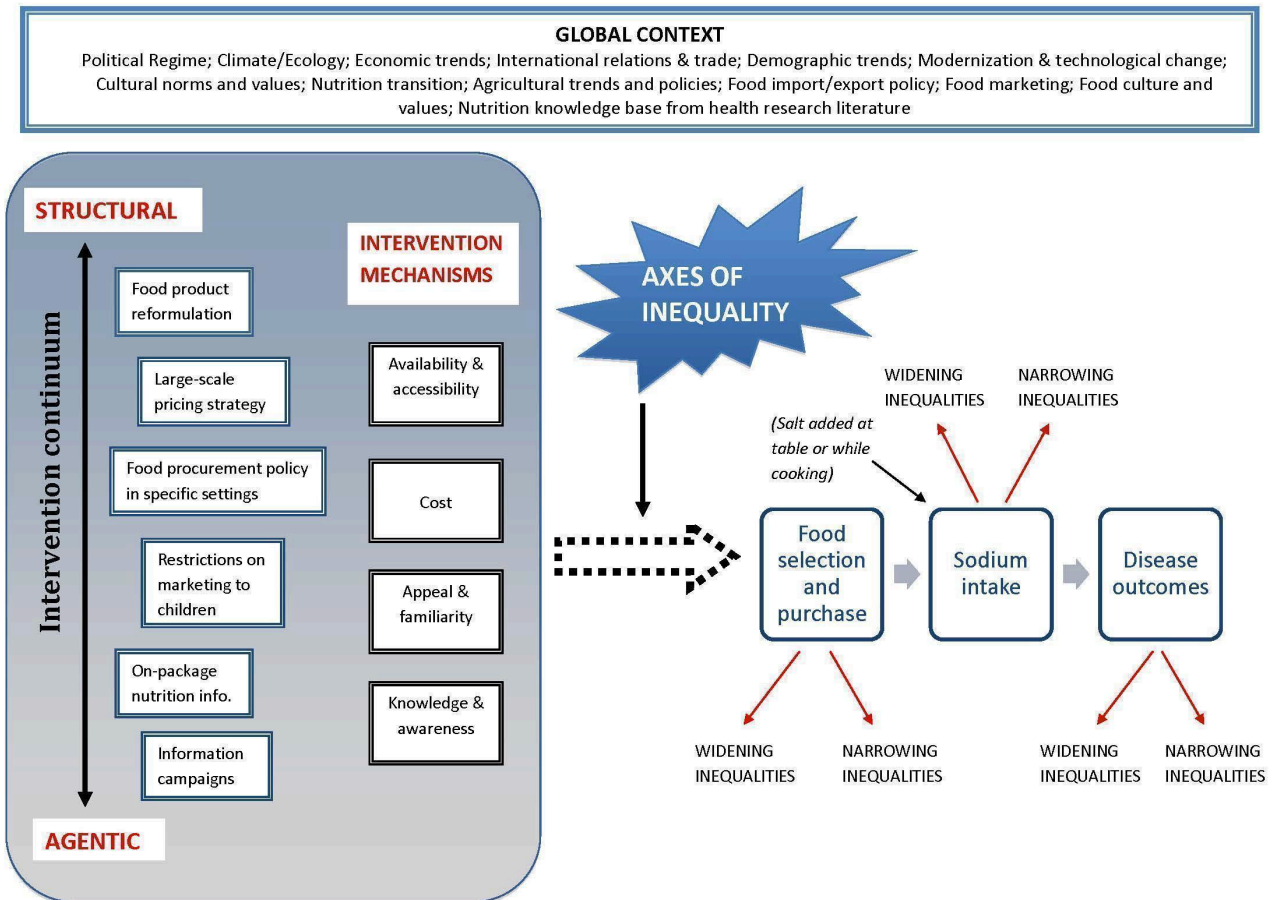 GLOBAL CONTEXT
Political Regime; Climate/Ecology; Economic trends; International relations & trade; Demographic trends; Modernization & technological change;
Cultural norms and values; Nutrition transition; Agricultural trends and policies; Food import/export policy; Food marketing; Food culture and
values; Nutrition knowledge base from health research literature
STRUCTURAL
Intervention continuum
Food product
reformulation
Large-scale
pricing strategy
Food procurement policy
in specific settings
Restrictions on
marketing to
children
On-package
nutrition info.
Information
campaigns
AGENTIC
INTERVENTION
MECHANISMS
Availability &
accessibility
Cost
Appeal &
familiarity
Knowledge &
awareness
AXES OF
INEQUALITY
(Salt added at
table or while
cooking)
WIDENING
INEQUALITIES
NARROWING
INEQUALITIES
Food
selection
and
purchase
Sodium
intake
Disease
outcomes
WIDENING
INEQUALITIES
NARROWING
INEQUALITIES
WIDENING
INEQUALITIES
NARROWING
INEQUALITIES